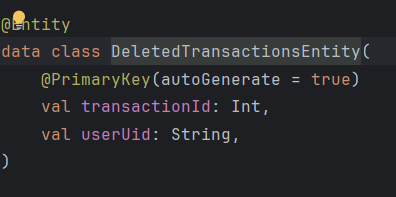 @Entity
data class DeletedTransactionsEntity(
    @PrimaryKey(autoGenerate = true)
    val transactionId: Int,
    val userUid: String,
)